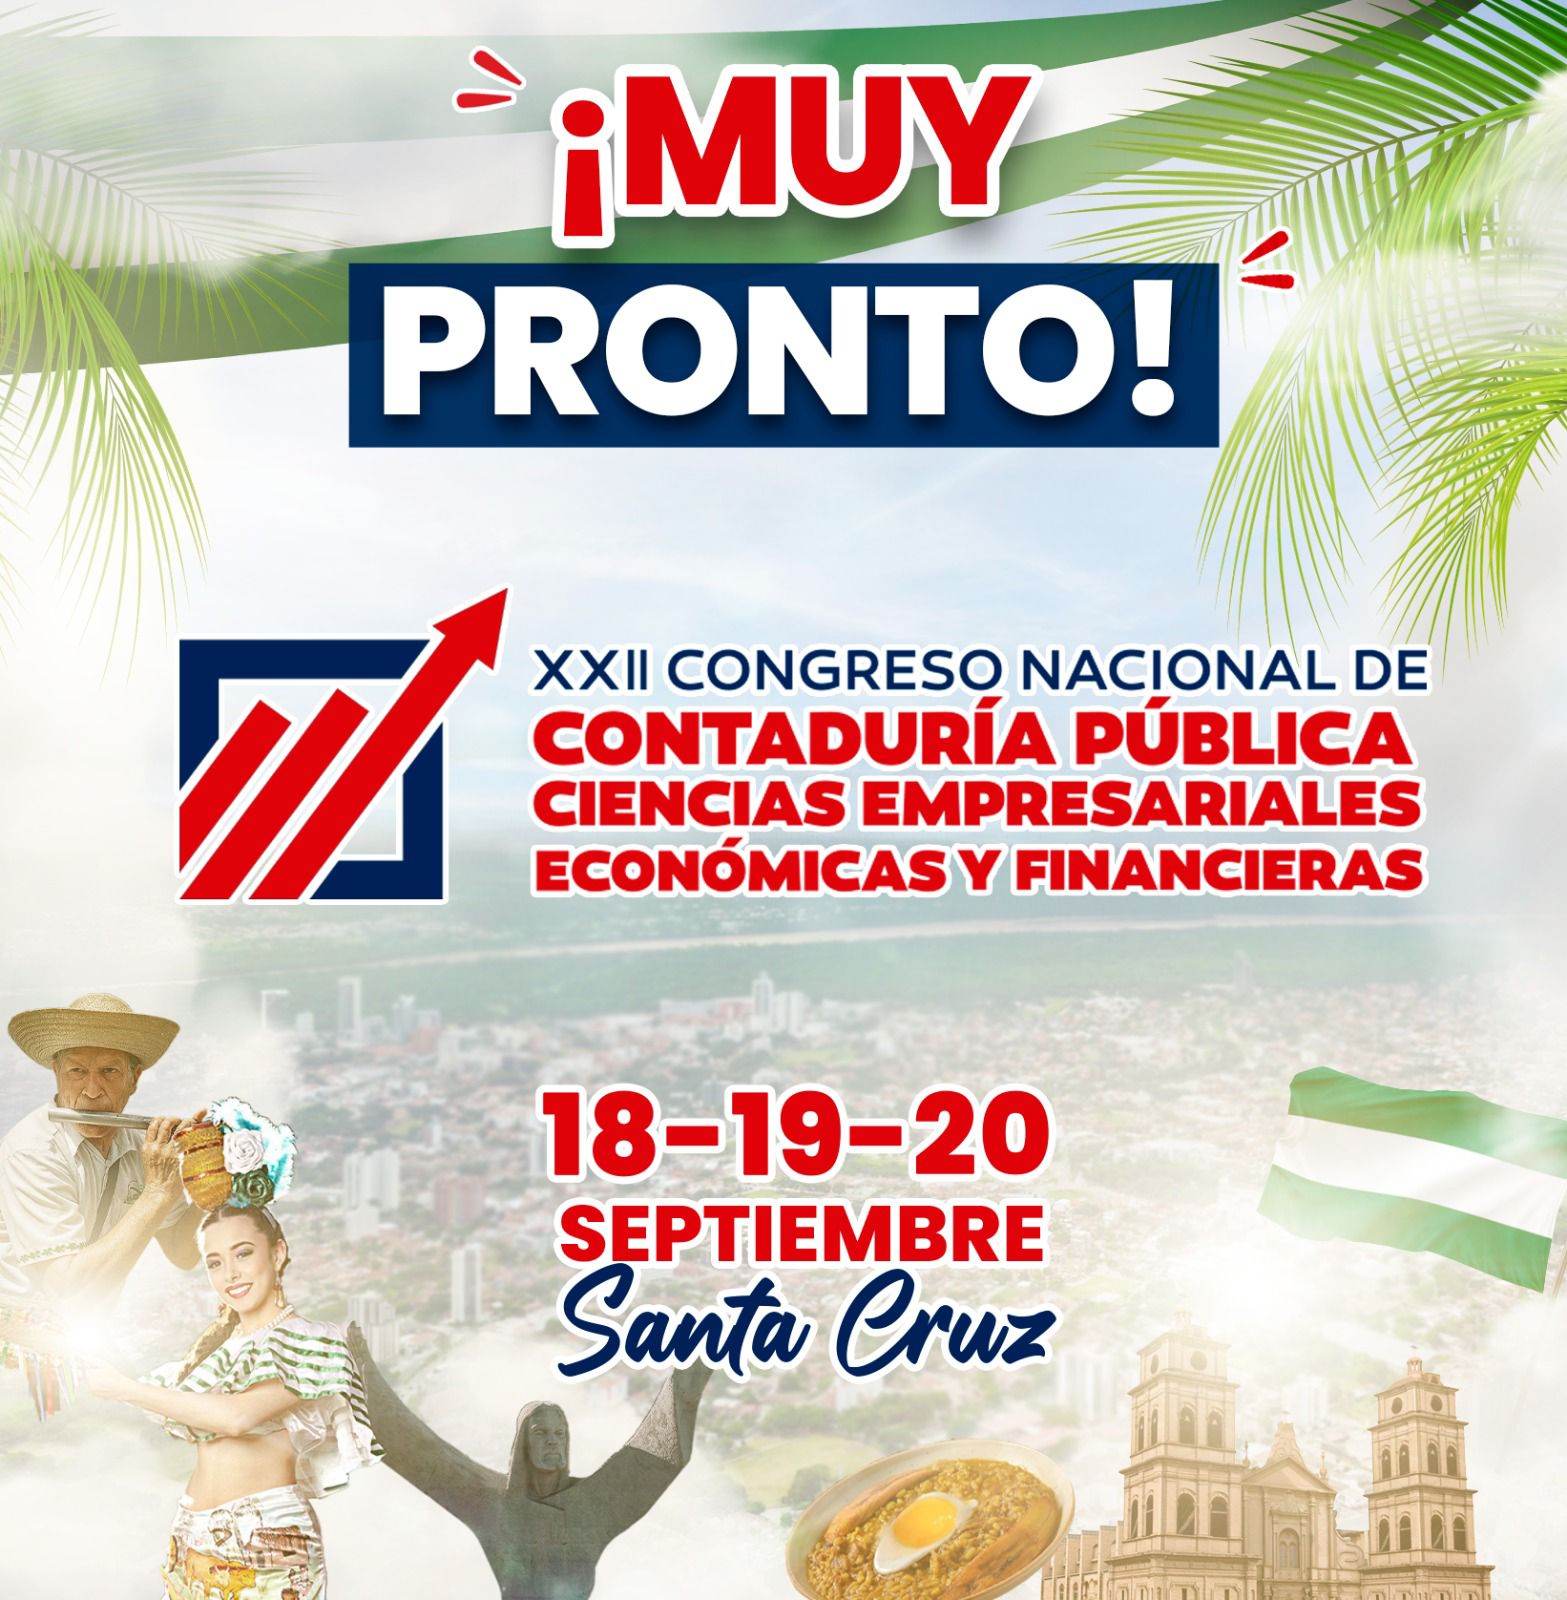 ¡MUY
PRONTO!
XXII CONGRESO NACIONAL DE
CONTADURÍA PÚBLICA
CIENCIAS EMPRESARIALES
ECONÓMICAS Y FINANCIERAS
18-19-20
SEPTIEMBRE
Santa Cruz